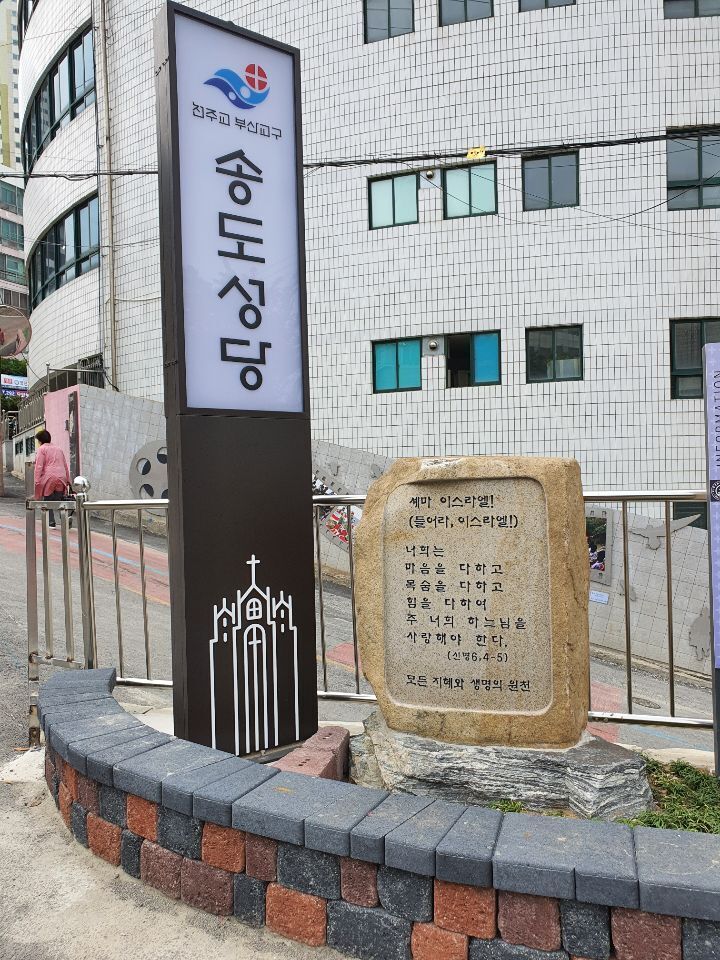 천주교 부산교구
송도성당
쉐마 이스라엘!
(들어라, 이스라엘!)
너희는
마음을 다하고
목숨을 다하고
힘을 다하여
주 너희 하느님을
사랑해야 한다.
(신명6,4-5)
모든 지혜와 생명의 원천
INFORMATION